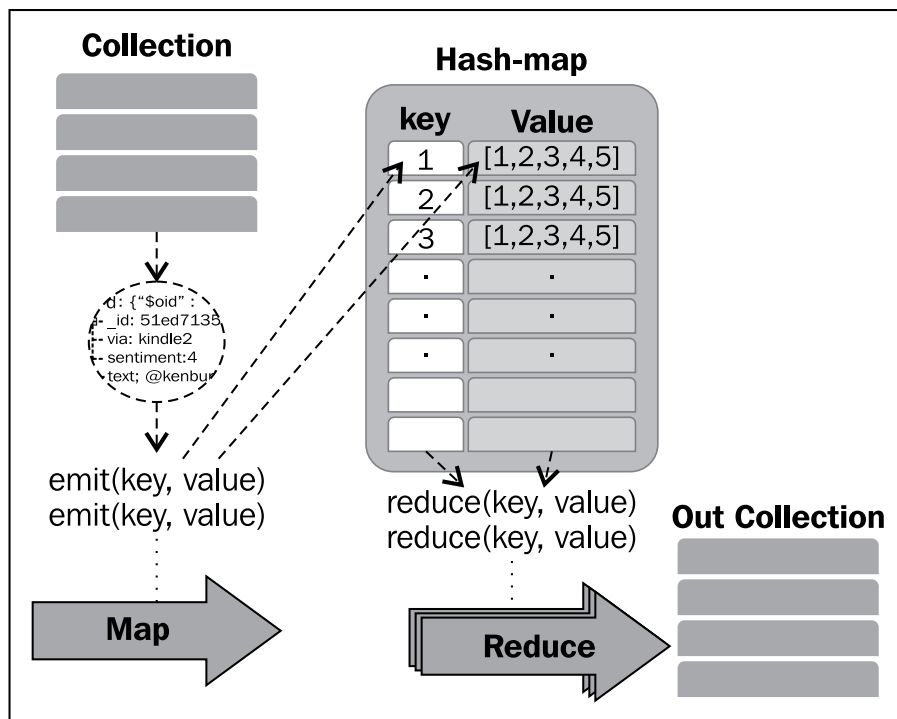 Collection
d: {“$oid” :
_id: 51ed7135
via: kindle2
sentiment:4
text; @kenbur
emit(key, value)
emit(key, value)
Map
Hash-map
key Value
1 [1,2,3,4,5]
2 [1,2,3,4,5]
3 [1,2,3,4,5]
. .
. .
. .
reduce(key, value)
reduce(key, value)
Reduce
Out Collection